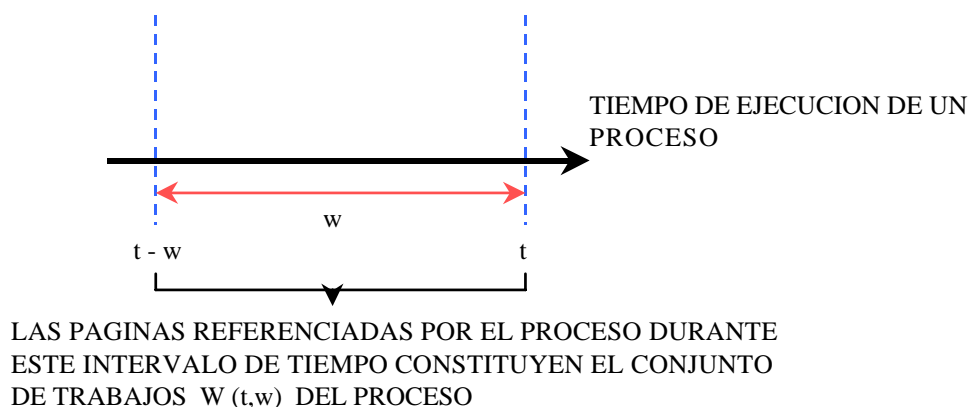 TIEMPO DE EJECUCION DE UN
PROCESO
w
t - w
t
LAS PAGINAS REFERENCIADAS POR EL PROCESO DURANTE
ESTE INTERVALO DE TIEMPO CONSTITUYEN EL CONJUNTO
DE TRABAJOS W (t,w) DEL PROCESO